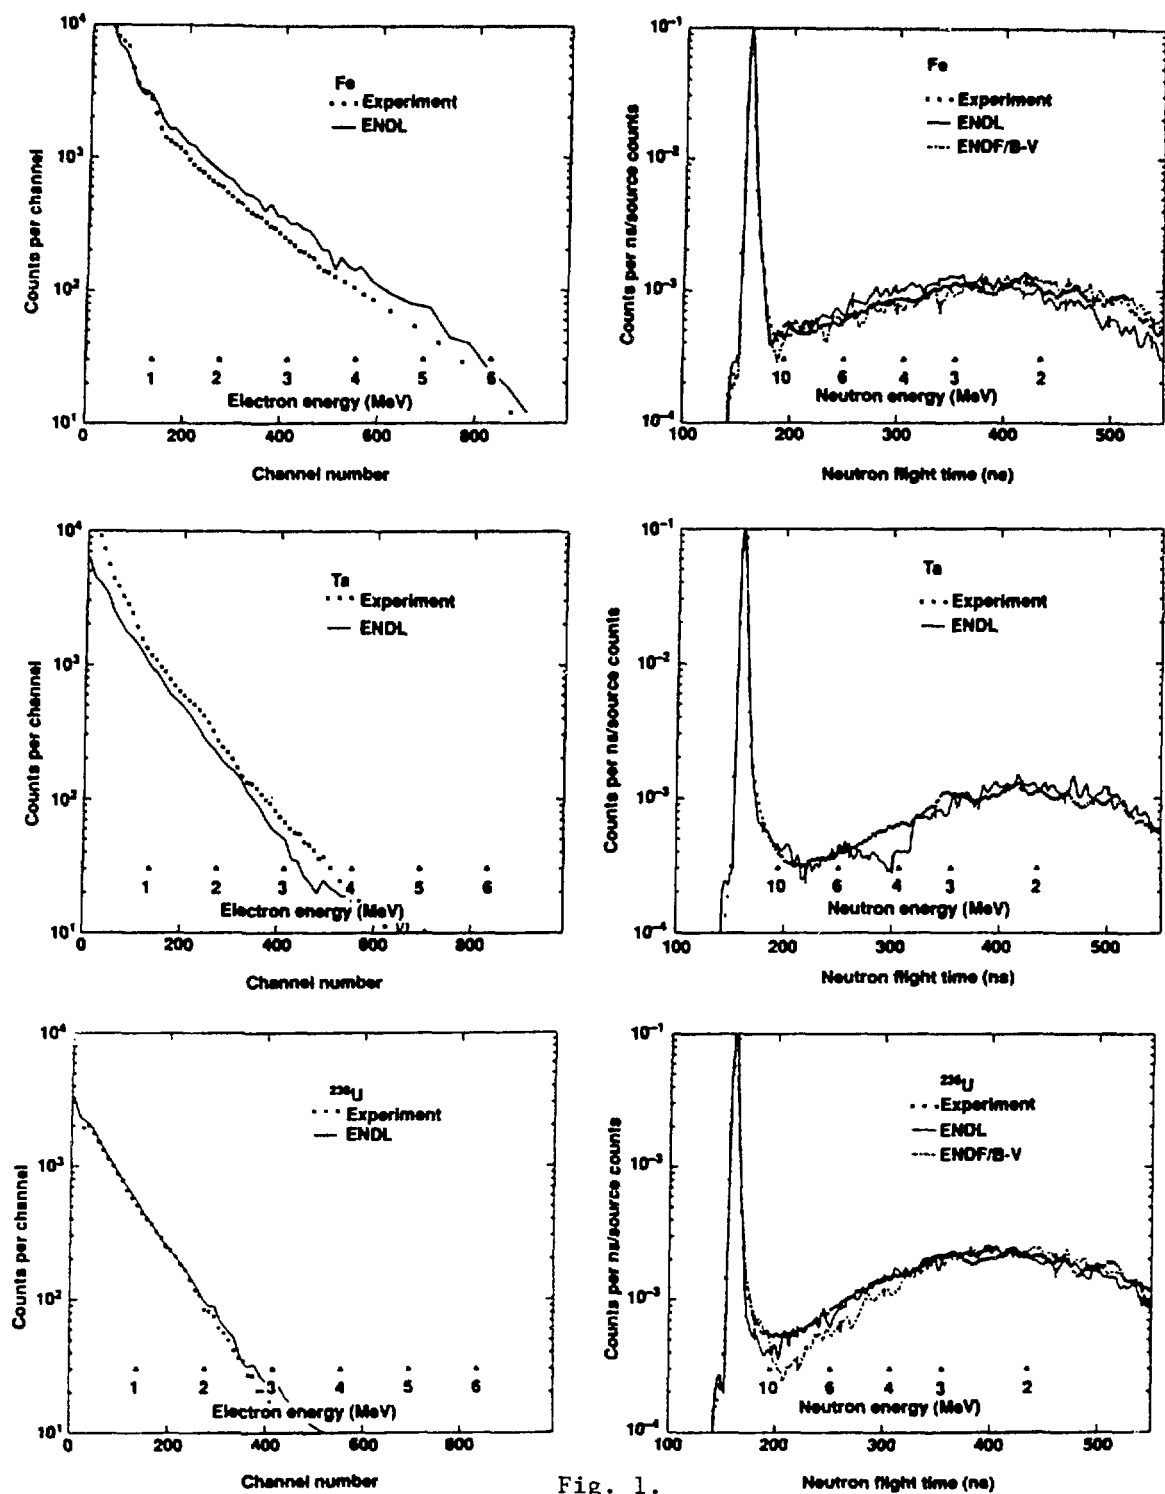 Fe
Experiment
ENDL
Counts per channel
10⁴
10³
10²
10¹
1 2 3 4 5 6
Electron energy (MeV)
0 200 400 600 800
Channel number
Fe
Experiment
ENDL
ENDF/B-V
Counts per ns/source counts
10⁻¹
10⁻²
10⁻³
10⁻⁴
10 6 4 3 2
Neutron energy (MeV)
100 200 300 400 500
Neutron flight time (ns)
Ta
Experiment
ENDL
Counts per channel
10⁴
10³
10²
10¹
1 2 3 4 5 6
Electron energy (MeV)
0 200 400 600 800
Channel number
Ta
Experiment
ENDL
Counts per ns/source counts
10⁻¹
10⁻²
10⁻³
10⁻⁴
10 6 4 3 2
Neutron energy (MeV)
100 200 300 400 500
Neutron flight time (ns)
U
Experiment
ENDL
Counts per channel
10⁴
10³
10²
10¹
1 2 3 4 5 6
Electron energy (MeV)
0 200 400 600 800
Channel number
U
Experiment
ENDL
ENDF/B-V
Counts per ns/source counts
10⁻¹
10⁻³
10⁻³
10⁻⁴
10 6 4 3 2
Neutron energy (MeV)
100 200 300 400 500
Neutron flight time (ns)
Fig. 1.